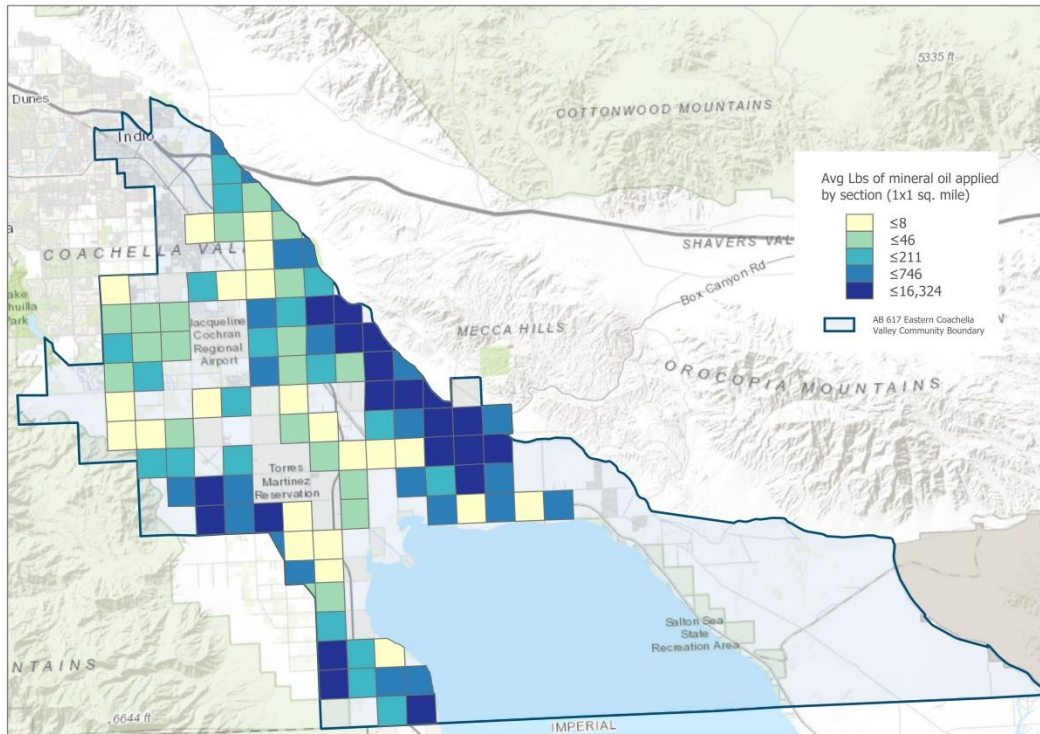 5335 ft
Dunes
COTTONWOOD MOUNTAINS
Indio
Avg Lbs of mineral oil applied
by section (1x1 sq. mile)
≤8
≤46
≤211
≤746
≤16,324
AB 617 Eastern Coachella
Valley Community Boundary
a
COACHELLA VAL
SHAVERS VAL
Box-Canyon-Rd
ake
huilla
Park
Jacqueline
Cochran
Regional
Airport
MECCA HILLS
N
OROCOPIA MOUNTAINS
Torres
Martinez
Reservation
Salton Sea
State
Recreation Area
NTAINS
6644 ft
IMPERIAL